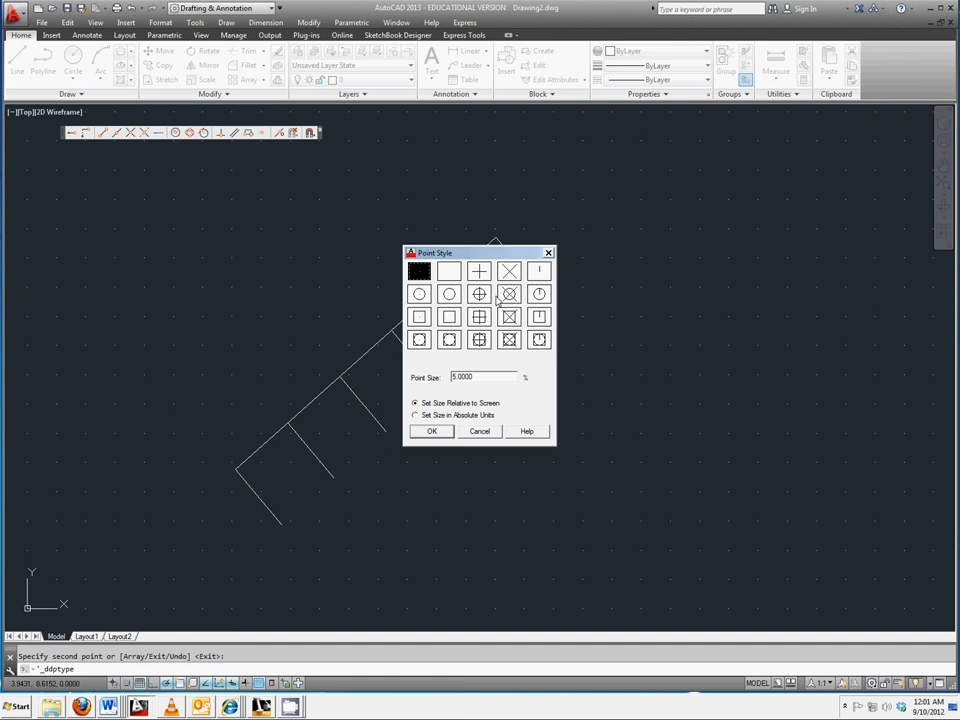 AutoCAD 2013 - EDUCATIONAL VERSION Drawing2.dwg
Drafting & Annotation
Type a keyword or phrase
Sign In
File Edit View Insert Format Tools Draw Dimension Modify Parametric Window Help Express
Home Insert Annotate Layout Parametric View Manage Output Plug-ins Online SketchBook Designer Express Tools
Line Polyline Circle Arc
Move Rotate Trim
Copy Mirror Fillet
Stretch Scale Array
Unsaved Layer State
0
Text
Linear
Leader
Table
Insert
Create
Edit
Edit Attributes
ByLayer
ByLayer
ByLayer
Group
Measure
Paste
Draw Modify Layers Annotation Block Properties Groups Utilities Clipboard
[-][Top][2D Wireframe]
Point Style
Point Size: 5.0000 %
Set Size Relative to Screen
Set Size in Absolute Units
OK Cancel Help
Y
X
Model Layout1 Layout2
Specify second point or [Array/Exit/Undo] <Exit>:
'_ddptype
3.9431, 8.6152, 0.0000
MODEL
1:1
Start
12:01 AM
9/10/2012